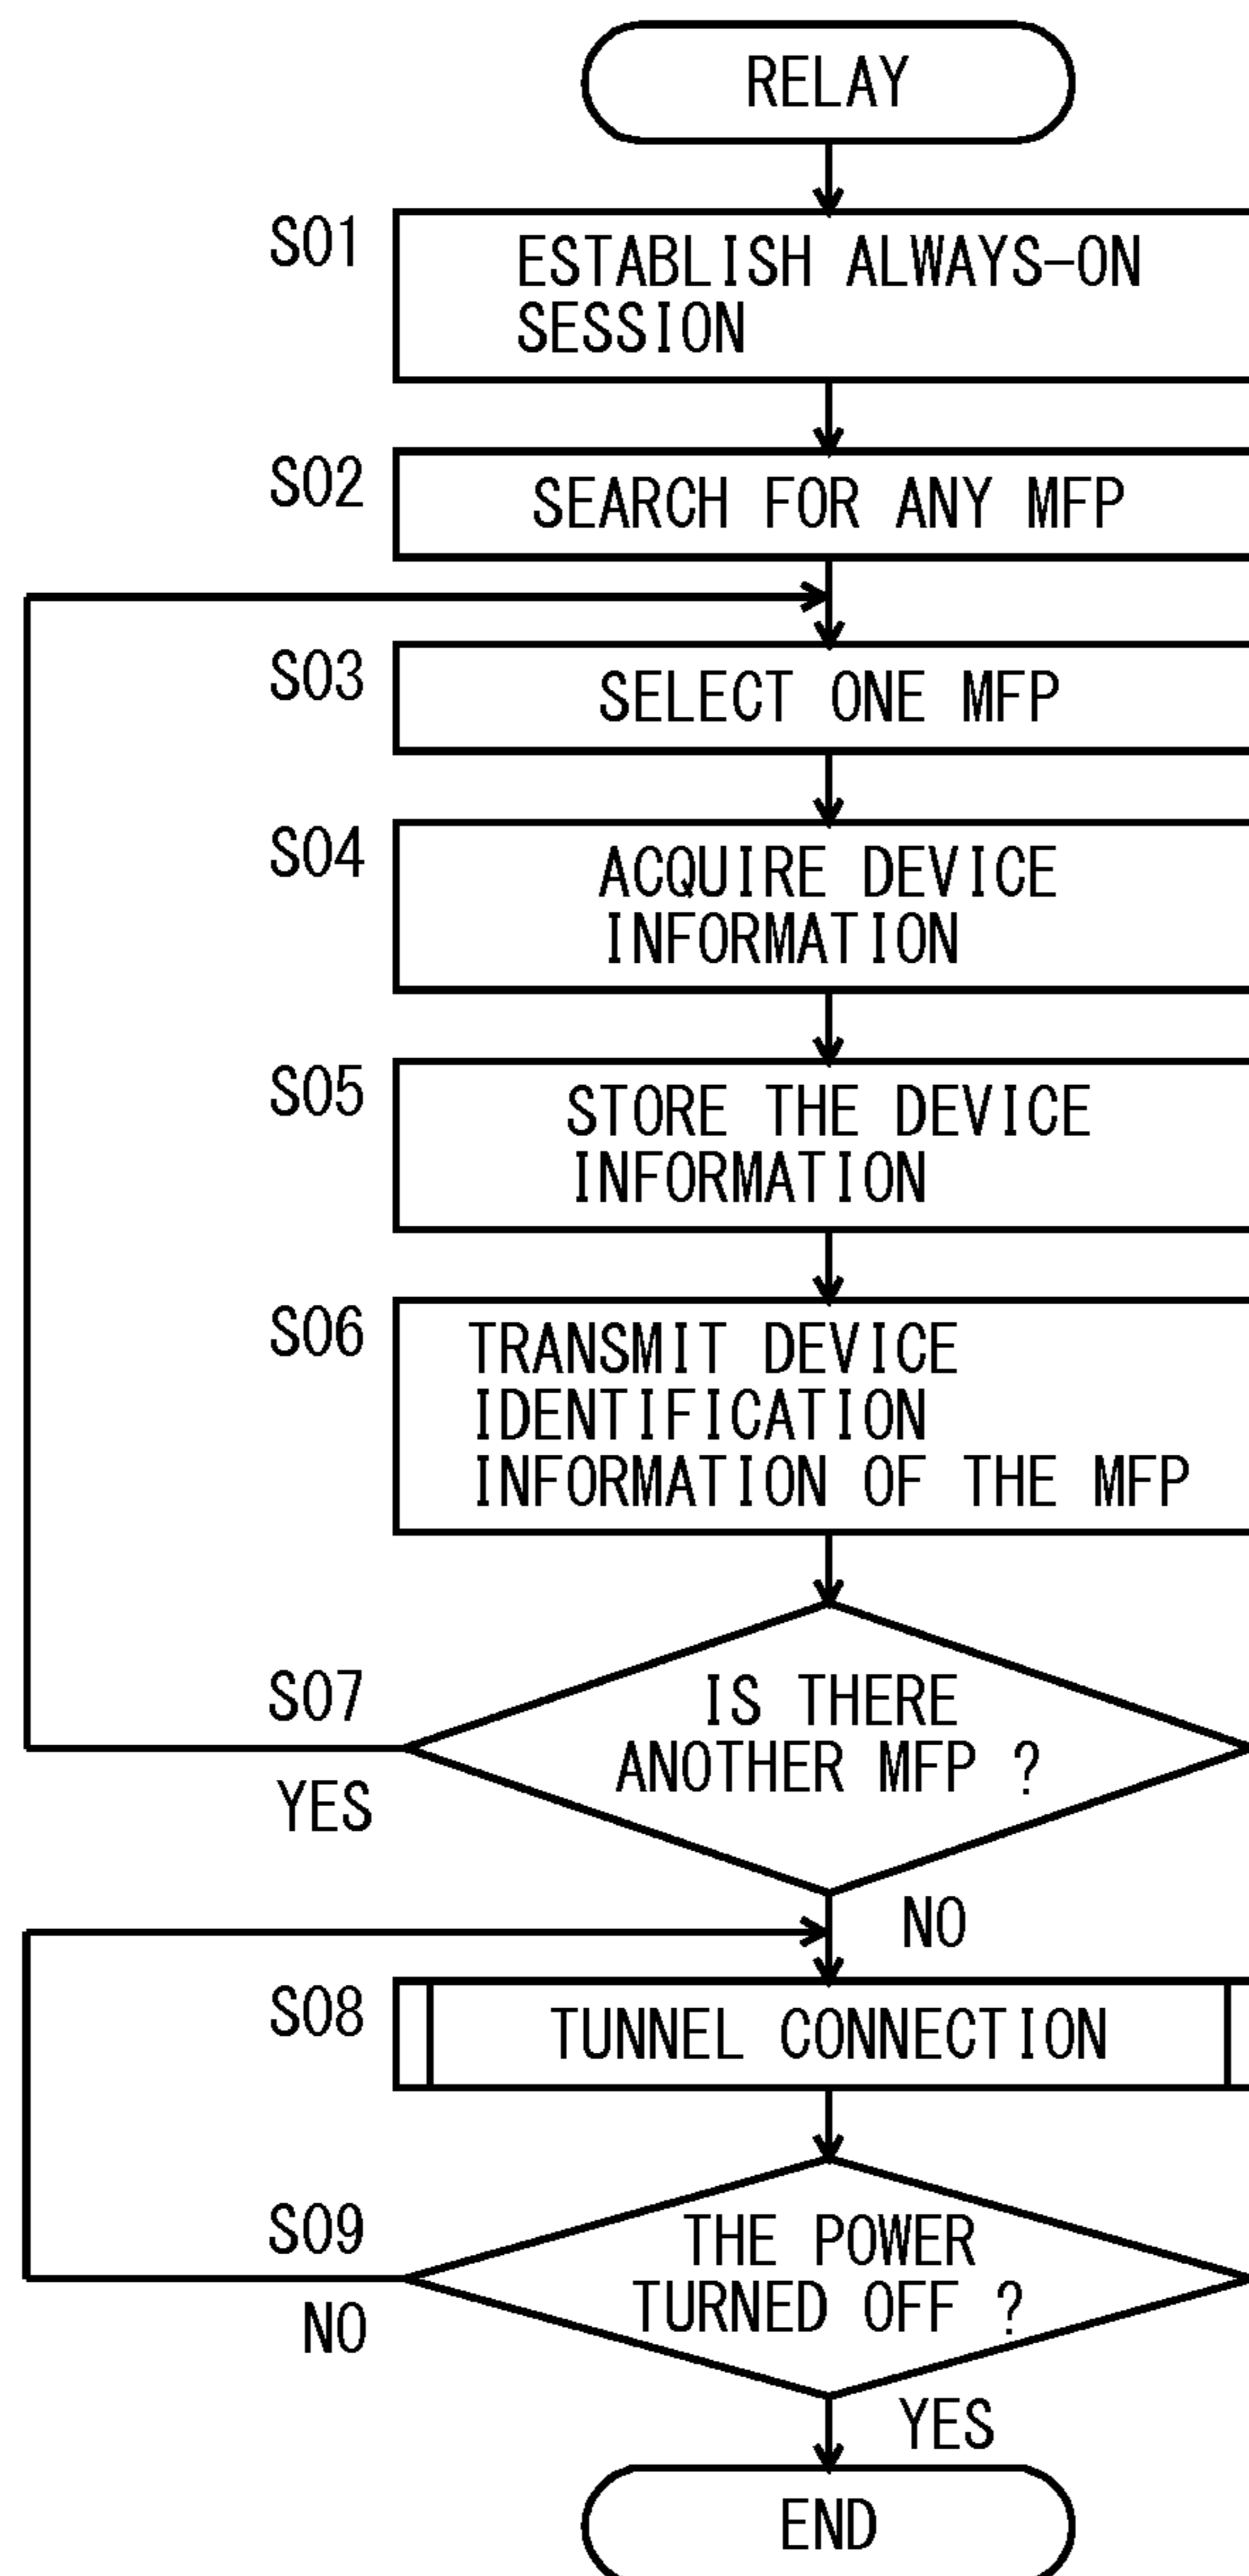 RELAY
S01
ESTABLISH ALWAYS-ON
SESSION
S02
SEARCH FOR ANY MFP
S03
SELECT ONE MFP
S04
ACQUIRE DEVICE
INFORMATION
S05
STORE THE DEVICE
INFORMATION
S06
TRANSMIT DEVICE
IDENTIFICATION
INFORMATION OF THE MFP
S07
IS THERE
ANOTHER MFP ?
YES
NO
S08
TUNNEL CONNECTION
S09
THE POWER
TURNED OFF ?
NO
YES
END